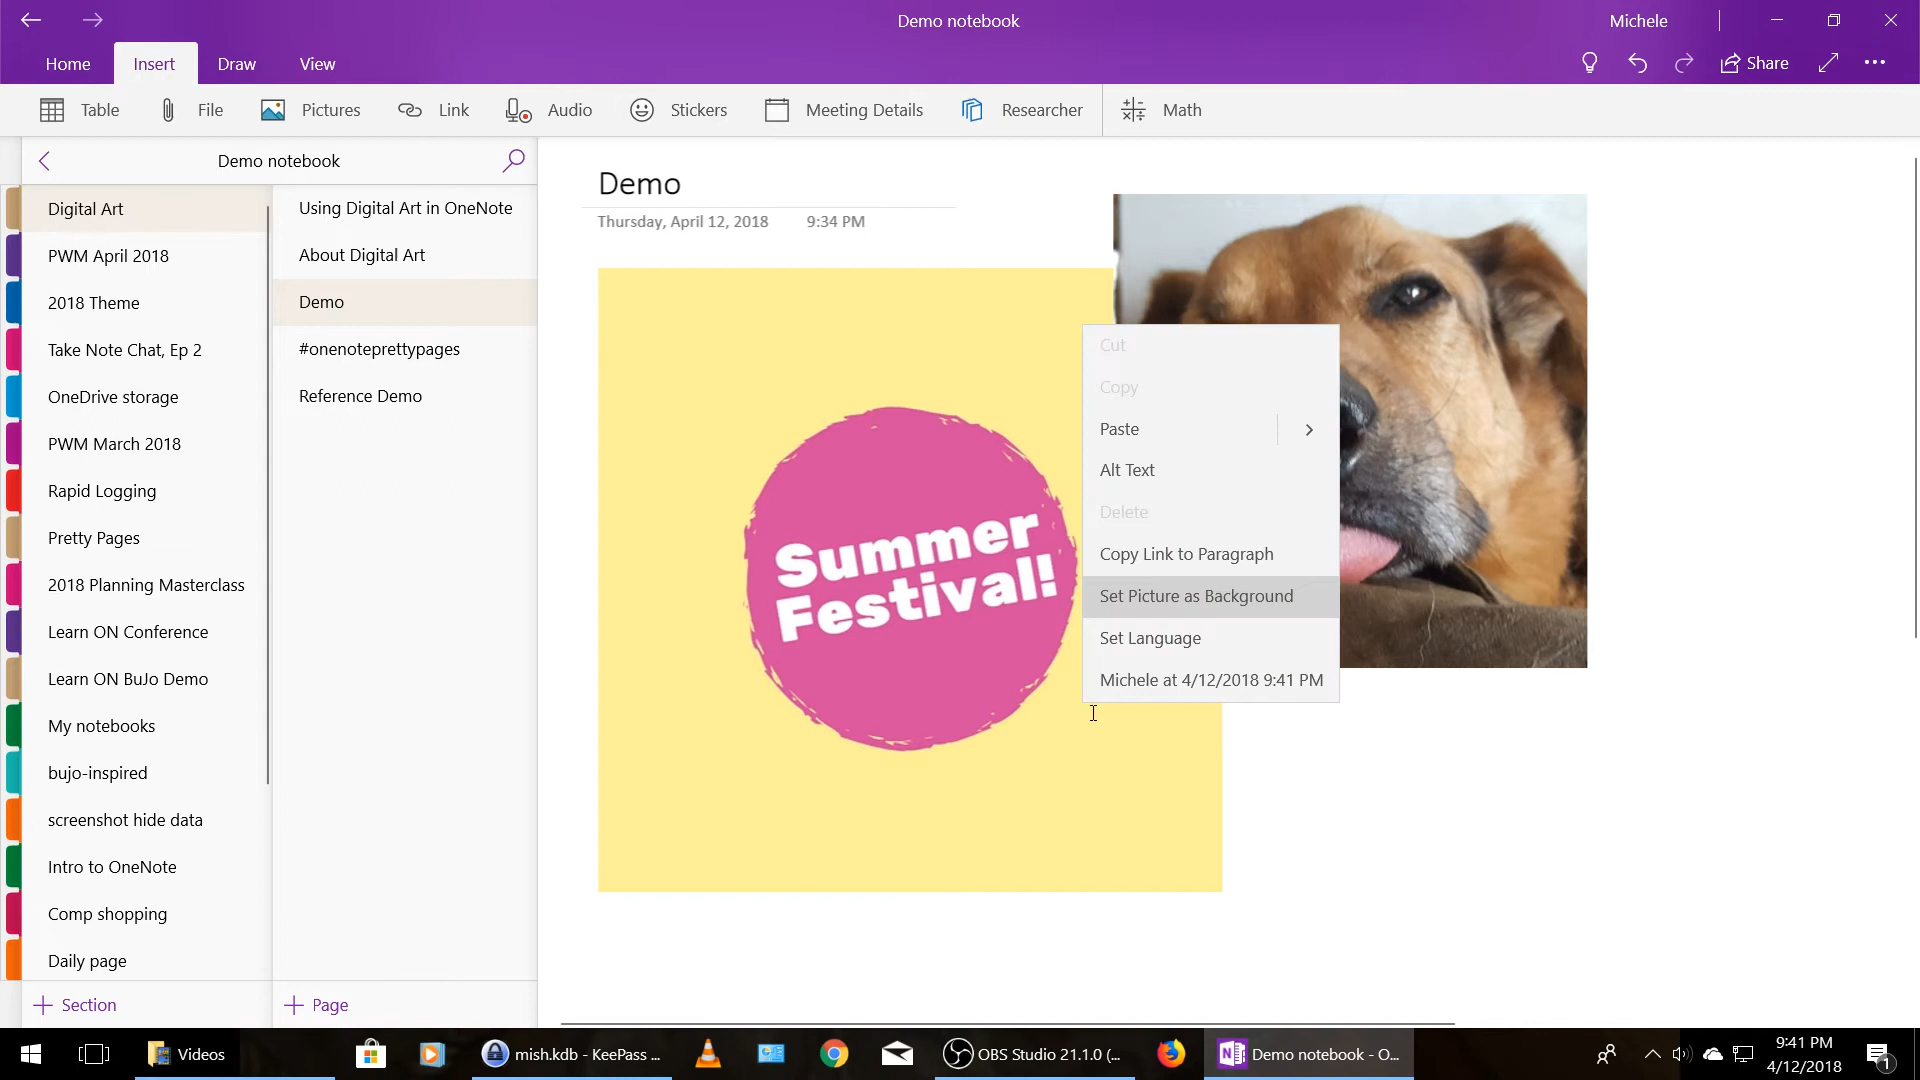 Demo notebook
Michele
Home
Insert
Draw
View
Share
Table
File
Pictures
Link
Audio
Stickers
Meeting Details
Researcher
Math
Demo notebook
Digital Art
PWM April 2018
2018 Theme
Take Note Chat, Ep 2
OneDrive storage
PWM March 2018
Rapid Logging
Pretty Pages
2018 Planning Masterclass
Learn ON Conference
Learn ON BuJo Demo
My notebooks
bujo-inspired
screenshot hide data
Intro to OneNote
Comp shopping
Daily page
Section
Using Digital Art in OneNote
About Digital Art
Demo
#onenoteprettypages
Reference Demo
Page
Demo
Thursday, April 12, 2018 9:34 PM
Summer
Festival!
Cut
Copy
Paste
Alt Text
Delete
Copy Link to Paragraph
Set Picture as Background
Set Language
Michele at 4/12/2018 9:41 PM
Videos
mish.kdb - KeePass ...
OBS Studio 21.1.0 (...
N
Demo notebook - O...
9:41 PM
4/12/2018
1